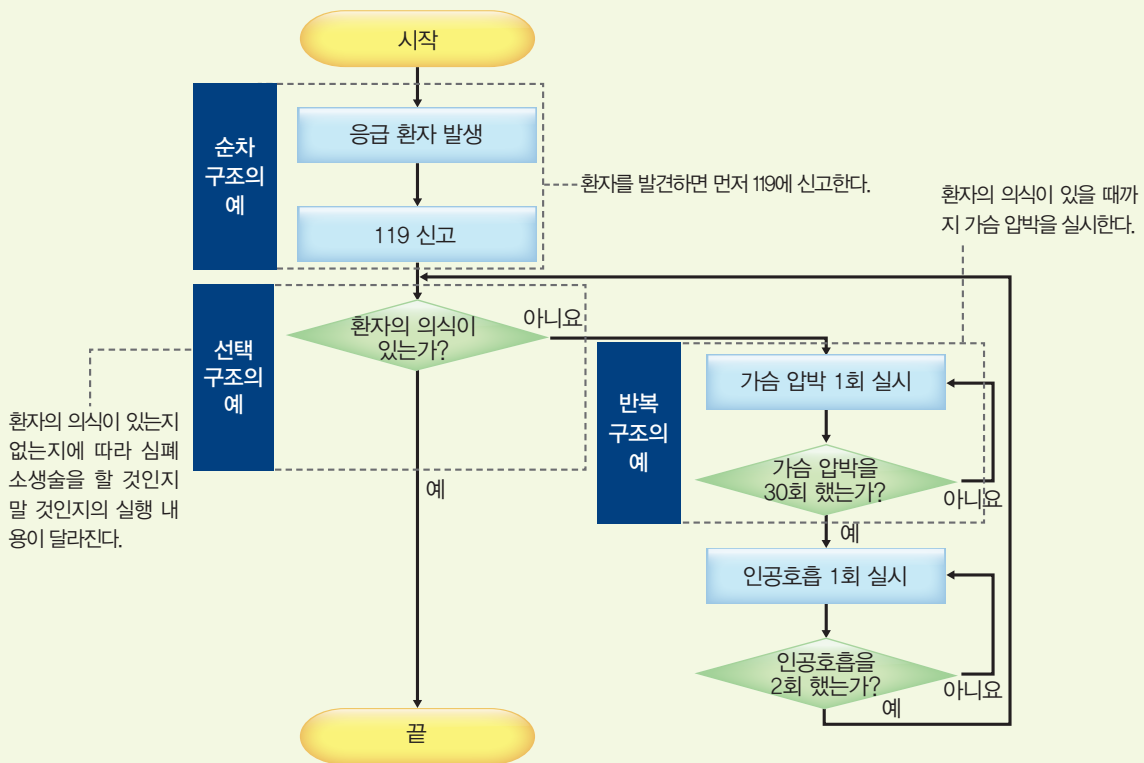 시작
순차
구조의
예
응급 환자 발생
119 신고
환자를 발견하면 먼저 119에 신고한다.
환자의 의식이 있을 때까
지 가슴 압박을 실시한다.
선택
구조의
예
환자의 의식이
있는가?
아니요
예
환자의 의식이 있는지
없는지에 따라 심폐
소생술을 할 것인지
말 것인지의 실행 내
용이 달라진다.
반복
구조의
예
가슴 압박 1회 실시
가슴 압박을
30회 했는가?
아니요
예
인공호흡 1회 실시
인공호흡을
2회 했는가?
아니요
예
끝